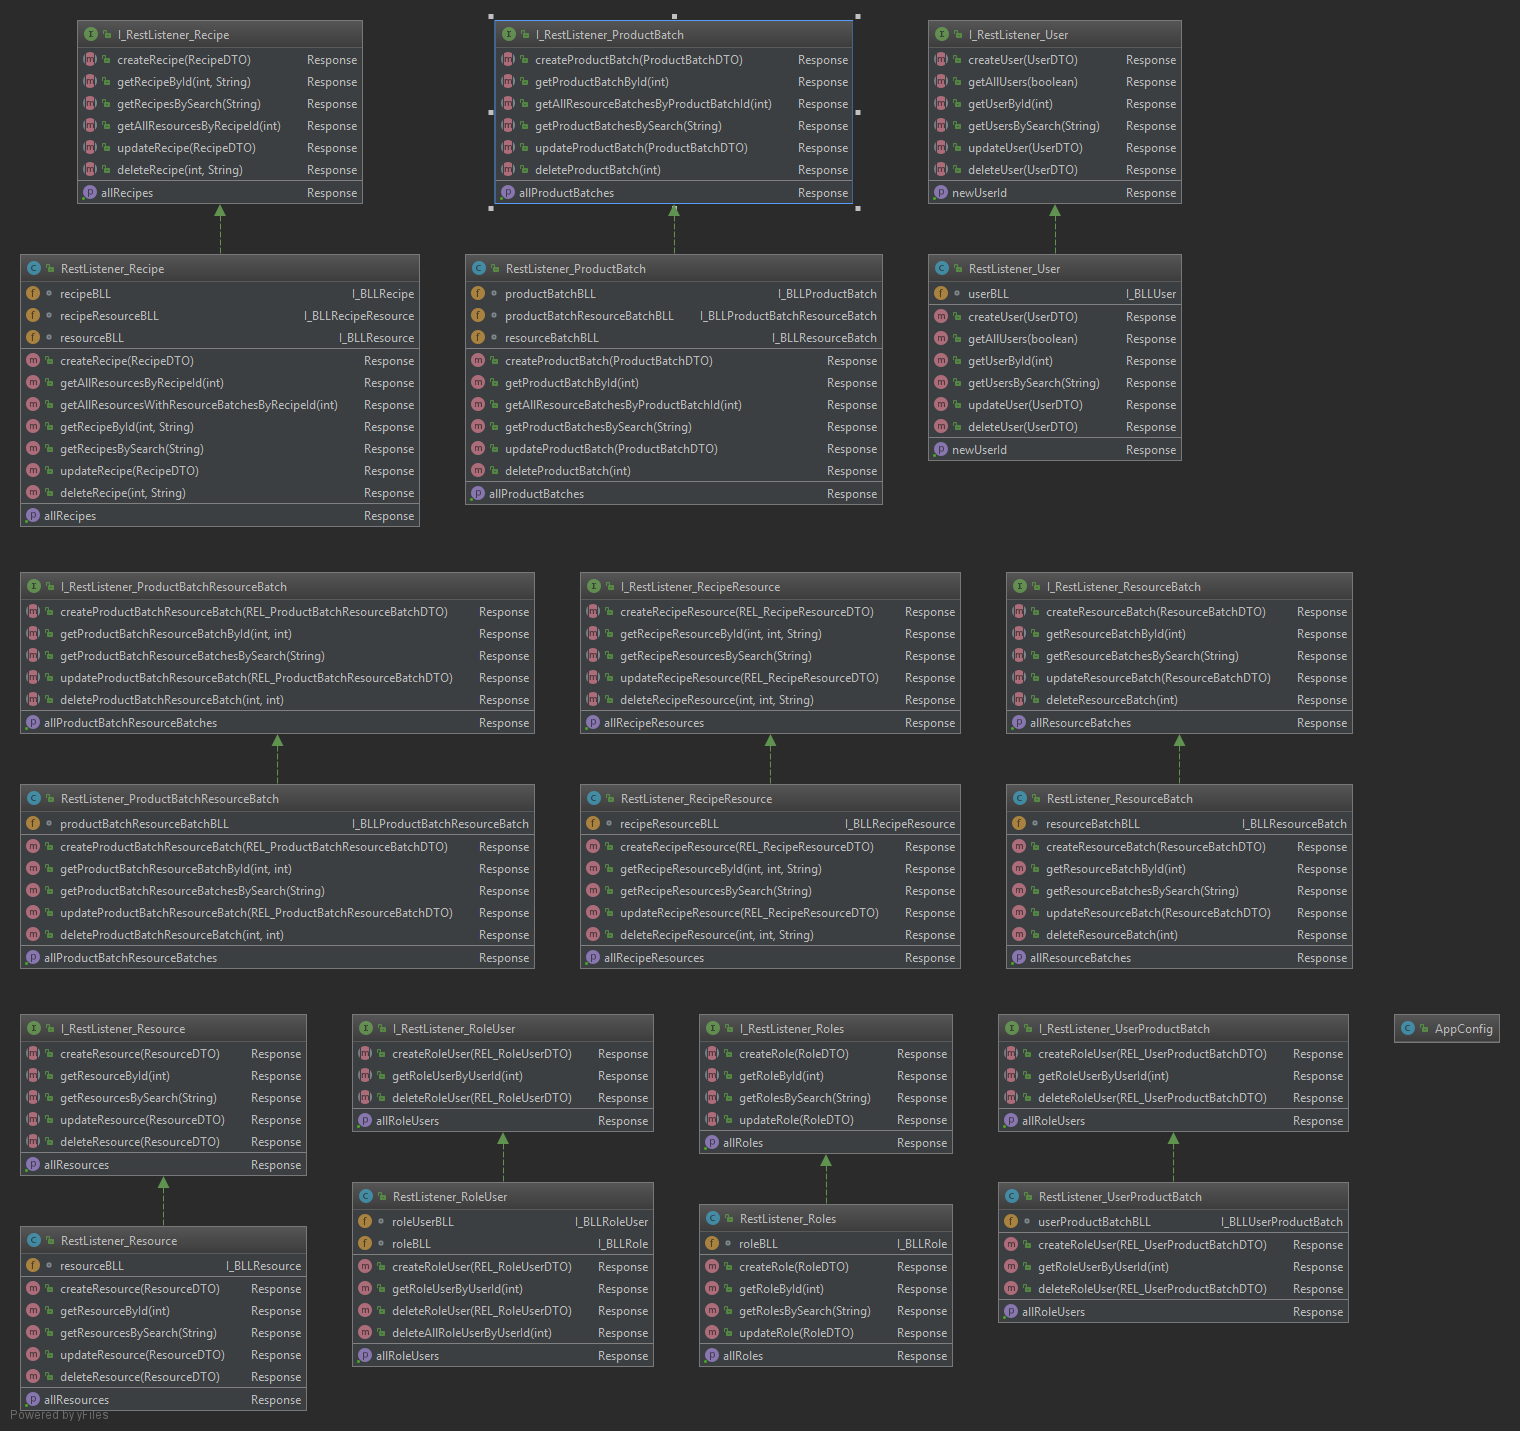 I_RestListener_Recipe
createRecipe(RecipeDTO) Response
getRecipeById(int, String) Response
getRecipesBySearch(String) Response
getAllResourcesByRecipeId(int) Response
updateRecipe(RecipeDTO) Response
deleteRecipe(int, String) Response
allRecipes Response
I_RestListener_ProductBatch
createProductBatch(ProductBatchDTO) Response
getProductBatchById(int) Response
getAllResourceBatchesByProductBatchId(int) Response
getProductBatchesBySearch(String) Response
updateProductBatch(ProductBatchDTO) Response
deleteProductBatch(int) Response
allProductBatches Response
I_RestListener_User
createUser(UserDTO) Response
getAllUsers(boolean) Response
getUserById(int) Response
getUsersBySearch(String) Response
updateUser(UserDTO) Response
deleteUser(UserDTO) Response
newUserId Response
RestListener_Recipe
recipeBLL I_BLLRecipe
recipeResourceBLL I_BLLRecipeResource
resourceBLL I_BLLResource
createRecipe(RecipeDTO) Response
getAllResourcesByRecipeId(int) Response
getAllResourcesWithResourceBatchesByRecipeId(int) Response
getRecipeById(int, String) Response
getRecipesBySearch(String) Response
updateRecipe(RecipeDTO) Response
deleteRecipe(int, String) Response
allRecipes Response
RestListener_ProductBatch
productBatchBLL I_BLLProductBatch
productBatchResourceBatchBLL I_BLLProductBatchResourceBatch
resourceBatchBLL I_BLLResourceBatch
createProductBatch(ProductBatchDTO) Response
getProductBatchById(int) Response
getAllResourceBatchesByProductBatchId(int) Response
getProductBatchesBySearch(String) Response
updateProductBatch(ProductBatchDTO) Response
deleteProductBatch(int) Response
allProductBatches Response
RestListener_User
userBLL I_BLLUser
createUser(UserDTO) Response
getAllUsers(boolean) Response
getUserById(int) Response
getUsersBySearch(String) Response
updateUser(UserDTO) Response
deleteUser(UserDTO) Response
newUserId Response
I_RestListener_ProductBatchResourceBatch
createProductBatchResourceBatch(REL_ProductBatchResourceBatchDTO) Response
getProductBatchResourceBatchById(int, int) Response
getProductBatchResourceBatchesBySearch(String) Response
updateProductBatchResourceBatch(REL_ProductBatchResourceBatchDTO) Response
deleteProductBatchResourceBatch(int, int) Response
allProductBatchResourceBatches Response
I_RestListener_RecipeResource
createRecipeResource(REL_RecipeResourceDTO) Response
getRecipeResourceById(int, int, String) Response
getRecipeResourcesBySearch(String) Response
updateRecipeResource(REL_RecipeResourceDTO) Response
deleteRecipeResource(int, int, String) Response
allRecipeResources Response
I_RestListener_ResourceBatch
createResourceBatch(ResourceBatchDTO) Response
getResourceBatchById(int) Response
getResourceBatchesBySearch(String) Response
updateResourceBatch(ResourceBatchDTO) Response
deleteResourceBatch(int) Response
allResourceBatches Response
RestListener_ProductBatchResourceBatch
productBatchResourceBatchBLL I_BLLProductBatchResourceBatch
createProductBatchResourceBatch(REL_ProductBatchResourceBatchDTO) Response
getProductBatchResourceBatchById(int, int) Response
getProductBatchResourceBatchesBySearch(String) Response
updateProductBatchResourceBatch(REL_ProductBatchResourceBatchDTO) Response
deleteProductBatchResourceBatch(int, int) Response
allProductBatchResourceBatches Response
RestListener_RecipeResource
recipeResourceBLL I_BLLRecipeResource
createRecipeResource(REL_RecipeResourceDTO) Response
getRecipeResourceById(int, int, String) Response
getRecipeResourcesBySearch(String) Response
updateRecipeResource(REL_RecipeResourceDTO) Response
deleteRecipeResource(int, int, String) Response
allRecipeResources Response
RestListener_ResourceBatch
resourceBatchBLL I_BLLResourceBatch
createResourceBatch(ResourceBatchDTO) Response
getResourceBatchById(int) Response
getResourceBatchesBySearch(String) Response
updateResourceBatch(ResourceBatchDTO) Response
deleteResourceBatch(int) Response
allResourceBatches Response
I_RestListener_Resource
createResource(ResourceDTO) Response
getResourceById(int) Response
getResourcesBySearch(String) Response
updateResource(ResourceDTO) Response
deleteResource(ResourceDTO) Response
allResources Response
I_RestListener_RoleUser
createRoleUser(REL_RoleUserDTO) Response
getRoleUserByUserId(int) Response
deleteRoleUser(REL_RoleUserDTO) Response
allRoleUsers Response
I_RestListener_Roles
createRole(RoleDTO) Response
getRoleById(int) Response
getRolesBySearch(String) Response
updateRole(RoleDTO) Response
allRoles Response
I_RestListener_UserProductBatch
createRoleUser(REL_UserProductBatchDTO) Response
getRoleUserByUserId(int) Response
deleteRoleUser(REL_UserProductBatchDTO) Response
allRoleUsers Response
AppConfig
RestListener_Resource
resourceBLL I_BLLResource
createResource(ResourceDTO) Response
getResourceById(int) Response
getResourcesBySearch(String) Response
updateResource(ResourceDTO) Response
deleteResource(ResourceDTO) Response
allResources Response
RestListener_RoleUser
roleUserBLL I_BLLRoleUser
roleBLL I_BLLRole
createRoleUser(REL_RoleUserDTO) Response
getRoleUserByUserId(int) Response
deleteRoleUser(REL_RoleUserDTO) Response
deleteAllRoleUserByUserId(int) Response
allRoleUsers Response
RestListener_Roles
roleBLL I_BLLRole
createRole(RoleDTO) Response
getRoleById(int) Response
getRolesBySearch(String) Response
updateRole(RoleDTO) Response
allRoles Response
RestListener_UserProductBatch
userProductBatchBLL I_BLLUserProductBatch
createRoleUser(REL_UserProductBatchDTO) Response
getRoleUserByUserId(int) Response
deleteRoleUser(REL_UserProductBatchDTO) Response
allRoleUsers Response
Powered by yFiles